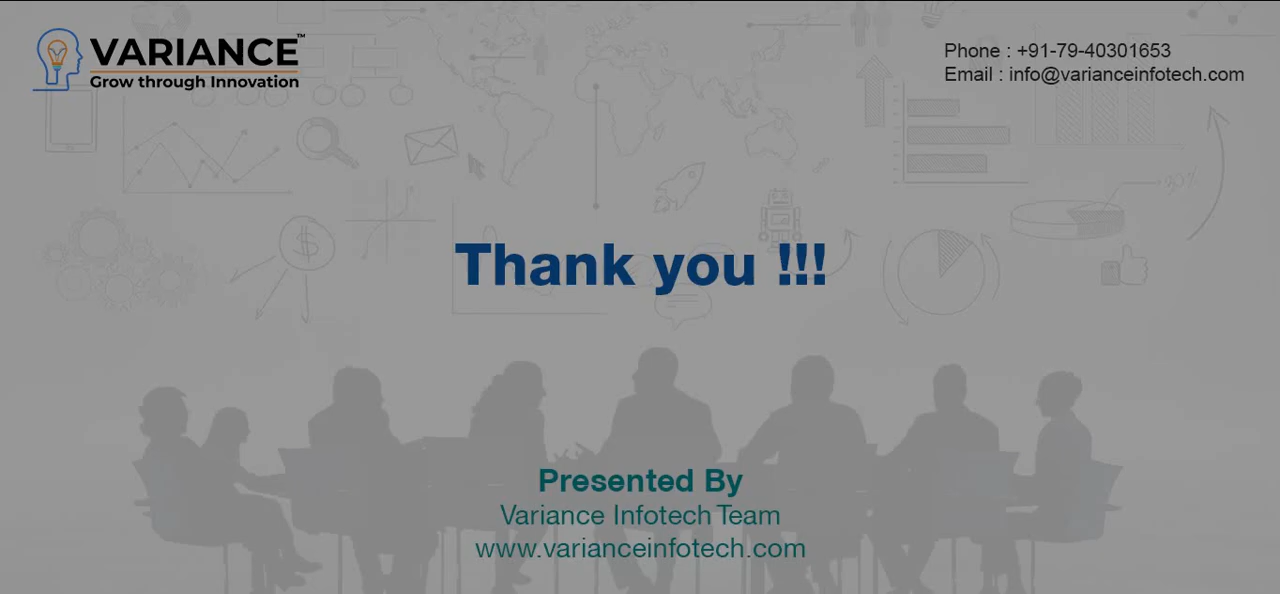 VARIANCE™
Grow through Innovation
Phone : +91-79-40301653
Email : info@varianceinfotech.com
Thank you !!!
Presented By
Variance Infotech Team
www.varianceinfotech.com